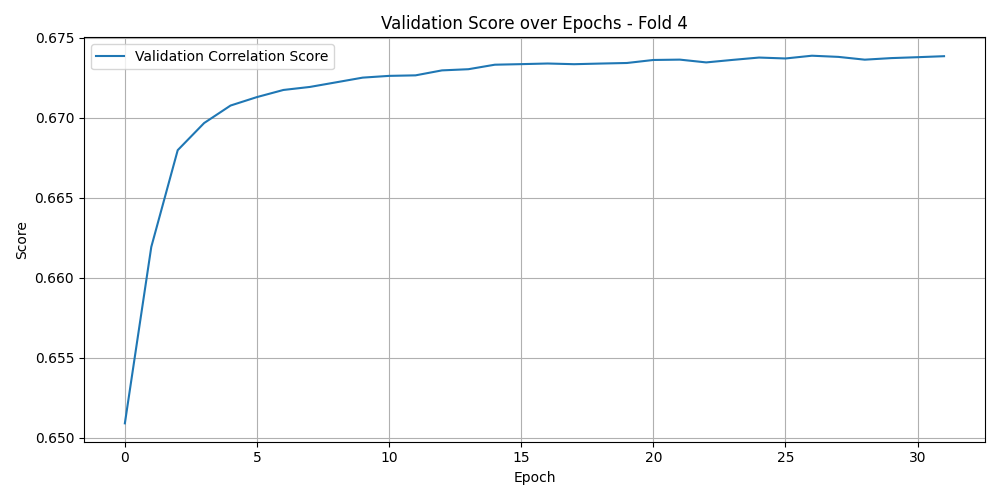 Validation Score over Epochs - Fold 4
Validation Correlation Score
0.675
0.670
0.665
0.660
0.655
0.650
Score
0 5 10 15 20 25 30
Epoch